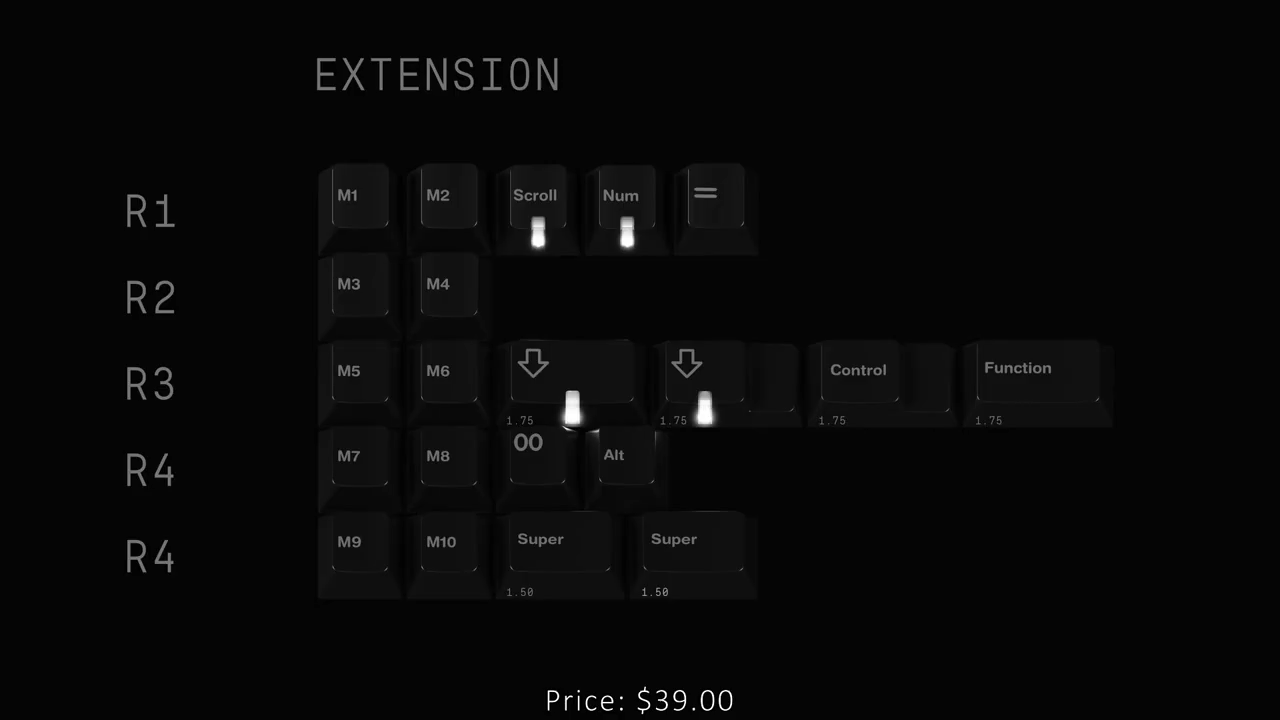 EXTENSION
R1 M1 M2 Scroll Num =
R2 M3 M4
R3 M5 M6 1.75 1.75 Control 1.75 Function 1.75
R4 M7 M8 00 Alt
R4 M9 M10 Super 1.50 Super 1.50
Price: $39.00